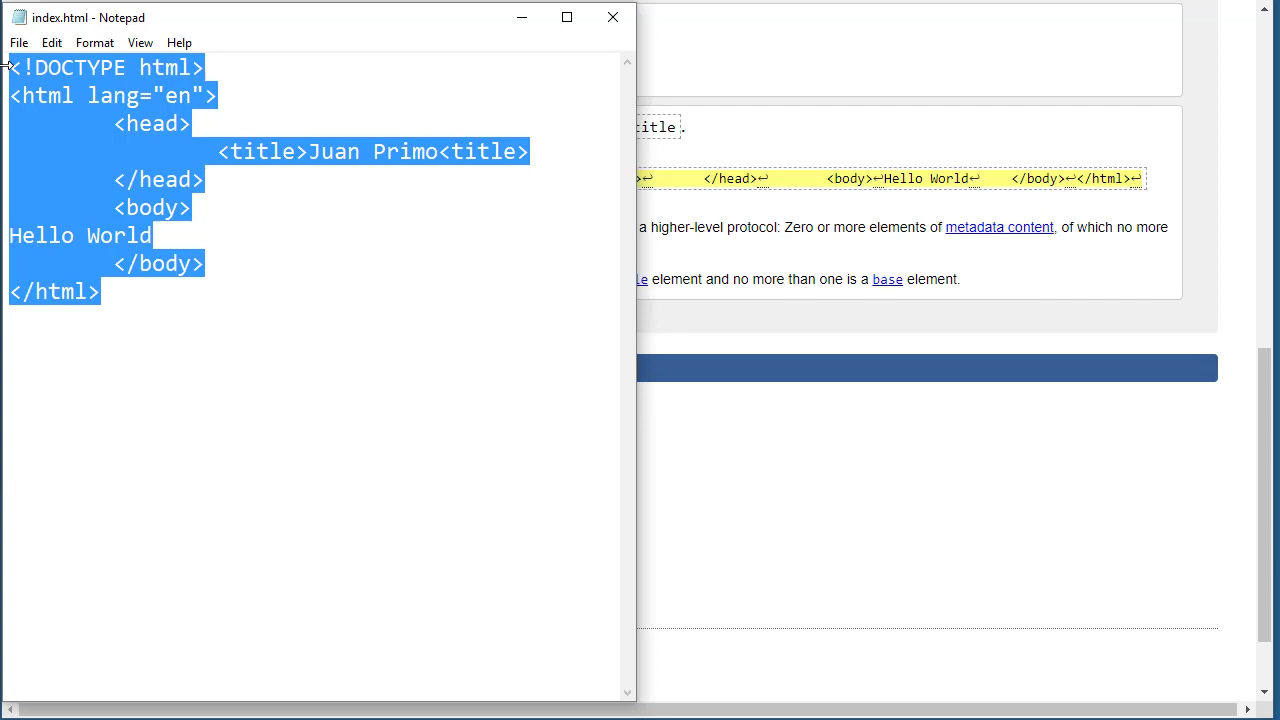 index.html - Notepad
File Edit Format View Help
<!DOCTYPE html>
<html lang="en">
<head>
<title>Juan Primo<title>
</head>
<body>
Hello World
</body>
</html>
title.
>↩ </head>↩ <body>↩Hello World↩ </body>↩</html>↩
a higher-level protocol: Zero or more elements of metadata content, of which no more
le element and no more than one is a base element.